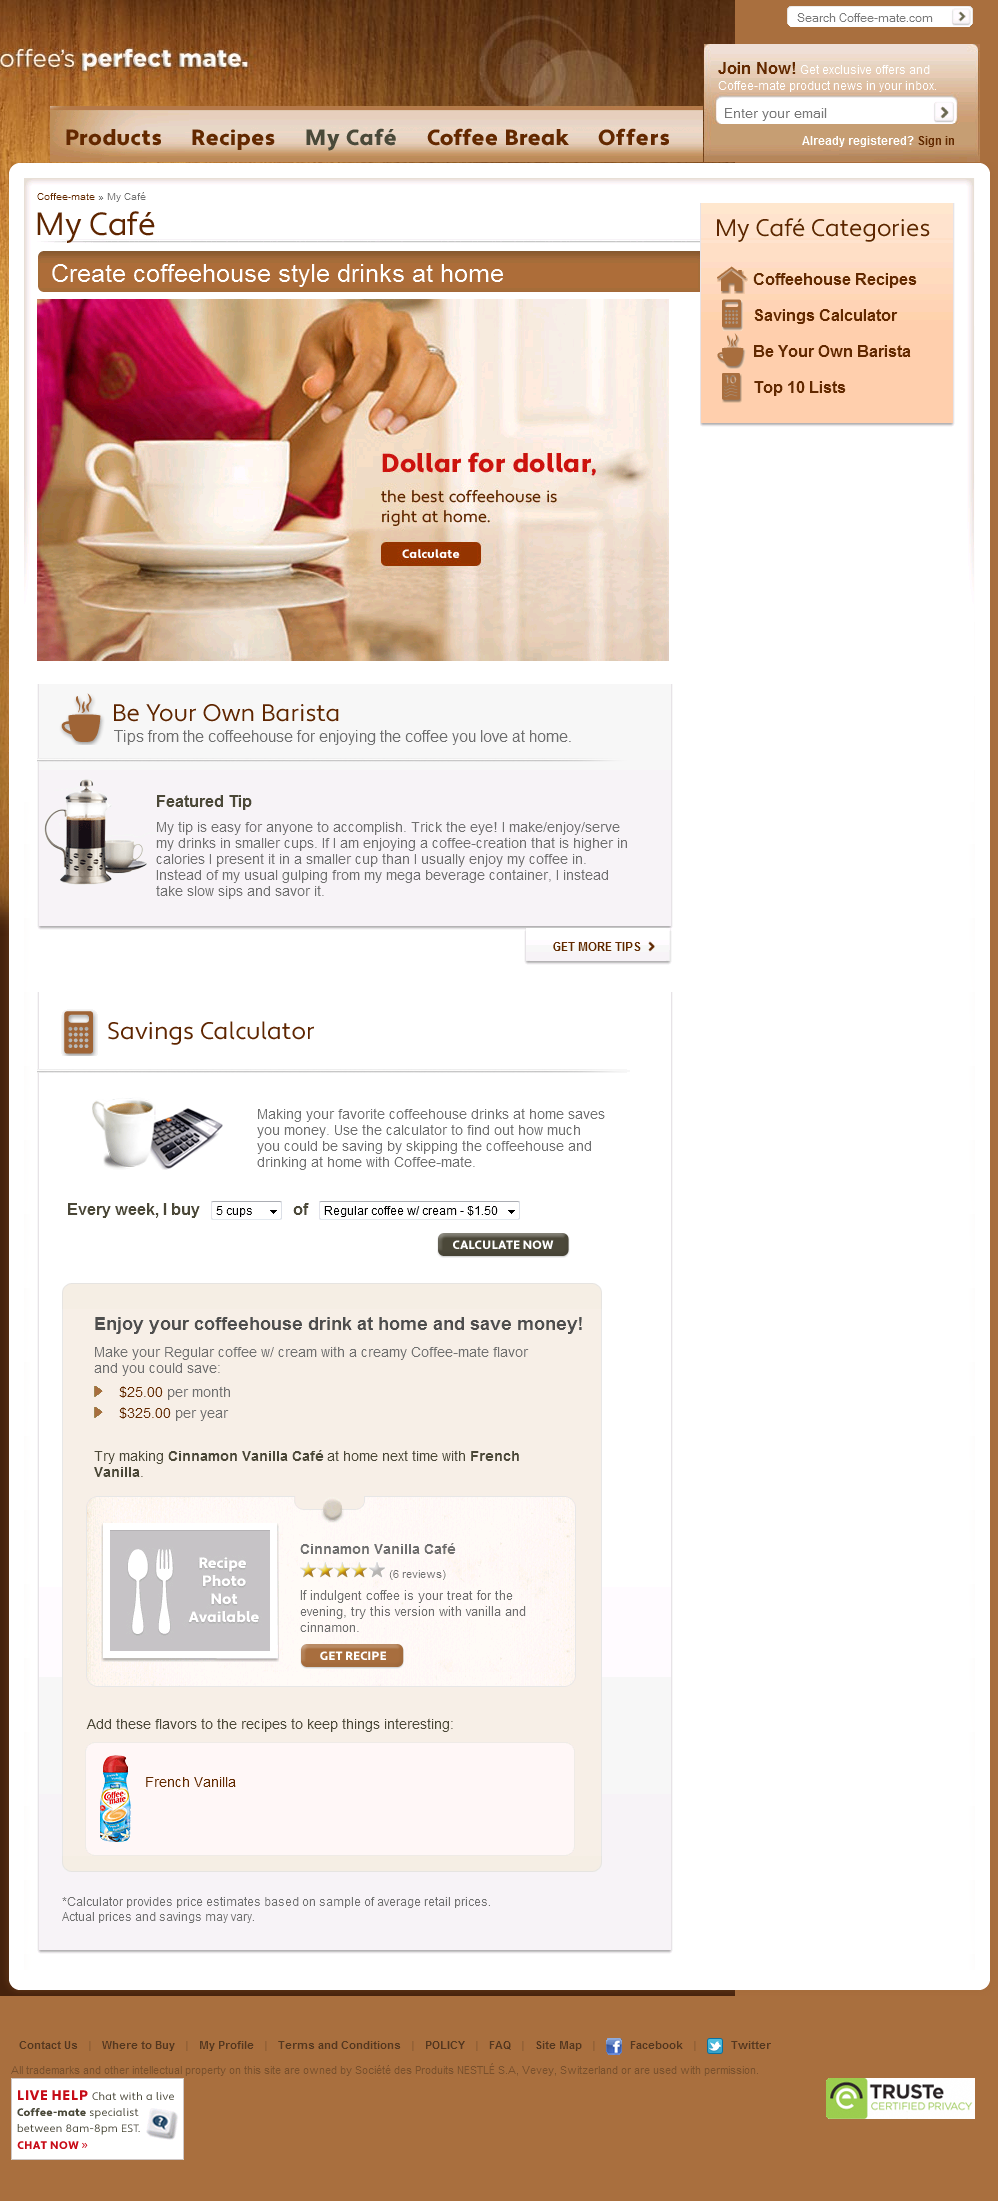 Search Coffee-mate.com
offee's perfect mate.
Join Now! Get exclusive offers and
Coffee-mate product news in your inbox.
Enter your email
Already registered? Sign in
Products Recipes My Café Coffee Break Offers
Coffee-mate » My Café
My Café
Create coffeehouse style drinks at home
My Café Categories
Coffeehouse Recipes
Savings Calculator
Be Your Own Barista
10
Top 10 Lists
Dollar for dollar,
the best coffeehouse is
right at home.
Calculate
Be Your Own Barista
Tips from the coffeehouse for enjoying the coffee you love at home.
Featured Tip
My tip is easy for anyone to accomplish. Trick the eye! I make/enjoy/serve
my drinks in smaller cups. If I am enjoying a coffee-creation that is higher in
calories I present it in a smaller cup than I usually enjoy my coffee in.
Instead of my usual gulping from my mega beverage container, I instead
take slow sips and savor it.
GET MORE TIPS
Savings Calculator
Making your favorite coffeehouse drinks at home saves
you money. Use the calculator to find out how much
you could be saving by skipping the coffeehouse and
drinking at home with Coffee-mate.
Every week, I buy 5 cups of Regular coffee w/ cream - $1.50
CALCULATE NOW
Enjoy your coffeehouse drink at home and save money!
Make your Regular coffee w/ cream with a creamy Coffee-mate flavor
and you could save:
$25.00 per month
$325.00 per year
Try making Cinnamon Vanilla Café at home next time with French
Vanilla.
Recipe
Photo
Not
Available
Cinnamon Vanilla Café
(6 reviews)
If indulgent coffee is your treat for the
evening, try this version with vanilla and
cinnamon.
GET RECIPE
Add these flavors to the recipes to keep things interesting:
Coffee
mate
French Vanilla
*Calculator provides price estimates based on sample of average retail prices.
Actual prices and savings may vary.
Contact Us | Where to Buy | My Profile | Terms and Conditions | POLICY | FAQ | Site Map | Facebook | Twitter
All trademarks and other intellectual property on this site are owned by Société des Produits NESTLÉ S.A, Vevey, Switzerland or are used with permission.
LIVE HELP Chat with a live
Coffee-mate specialist
between 8am-8pm EST.
CHAT NOW »
TRUSTe
CERTIFIED PRIVACY